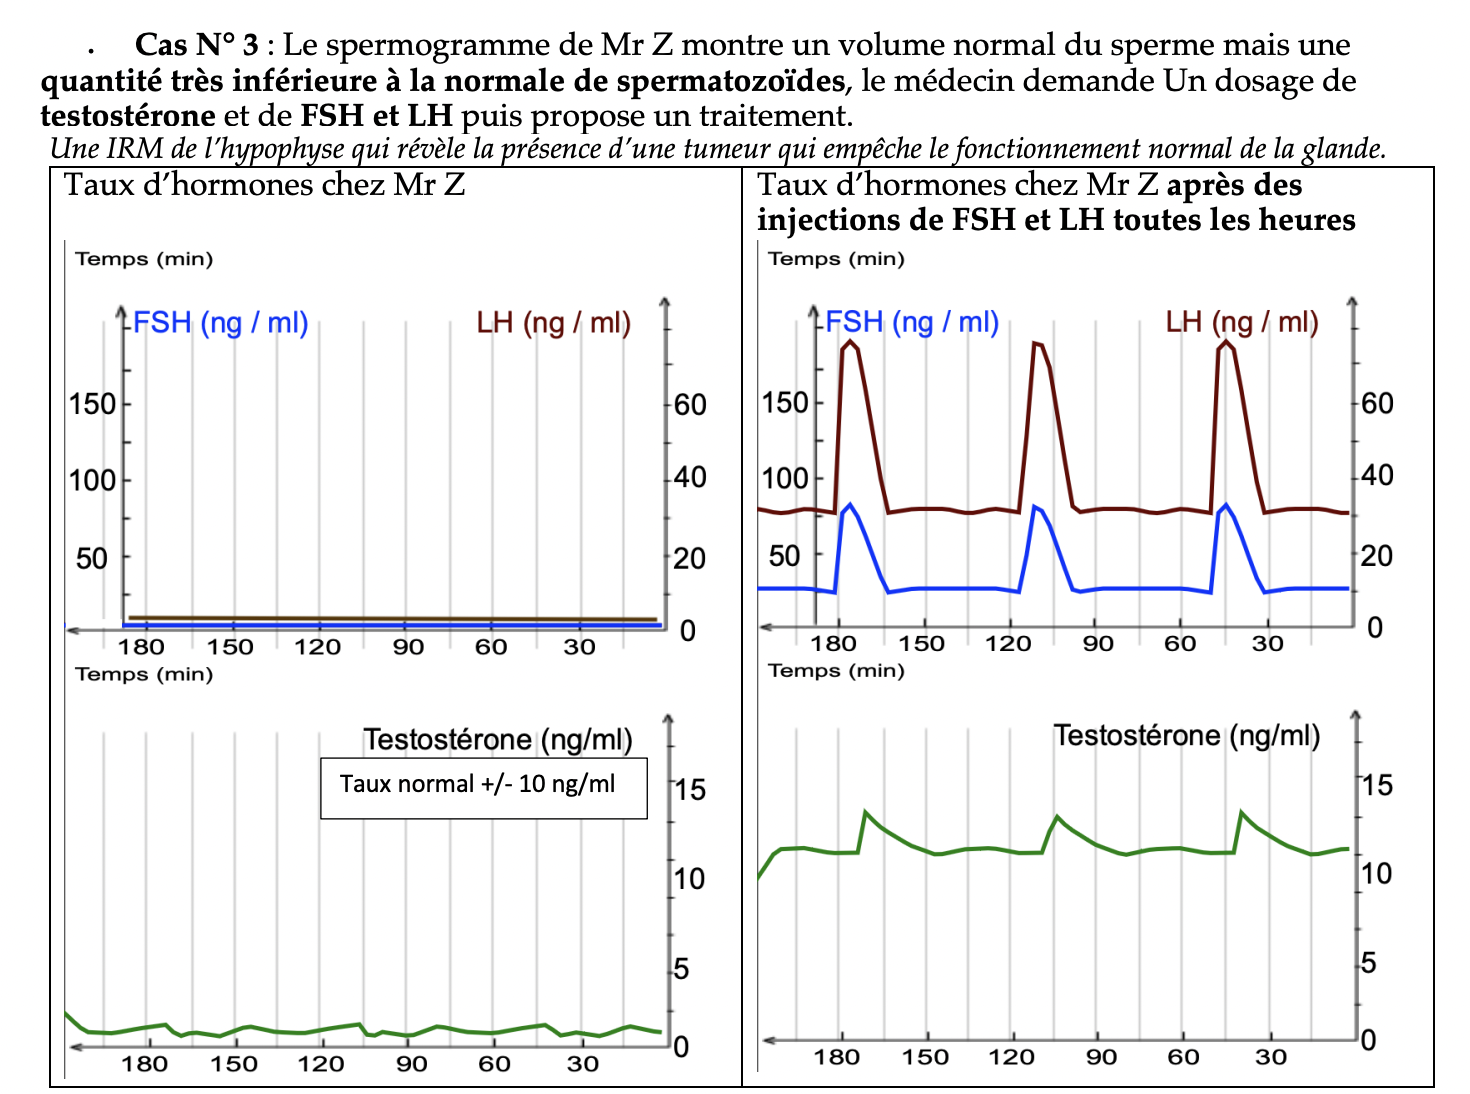 . Cas N° 3 : Le spermogramme de Mr Z montre un volume normal du sperme mais une
quantité très inférieure à la normale de spermatozoïdes, le médecin demande Un dosage de
testostérone et de FSH et LH puis propose un traitement.
Une IRM de l'hypophyse qui révèle la présence d'une tumeur qui empêche le fonctionnement normal de la glande.
Taux d'hormones chez Mr Z
Temps (min)
FSH (ng / ml) LH (ng / ml)
150 60
100 40
50 20
0
180 150 120 90 60 30
Temps (min)
Testostérone (ng/ml)
Taux normal +/- 10 ng/ml
15
10
5
0
180 150 120 90 60 30
Taux d'hormones chez Mr Z après des
injections de FSH et LH toutes les heures
Temps (min)
FSH (ng / ml) LH (ng / ml)
150 60
100 40
50 20
0
180 150 120 90 60 30
Temps (min)
Testostérone (ng/ml)
15
10
5
0
180 150 120 90 60 30